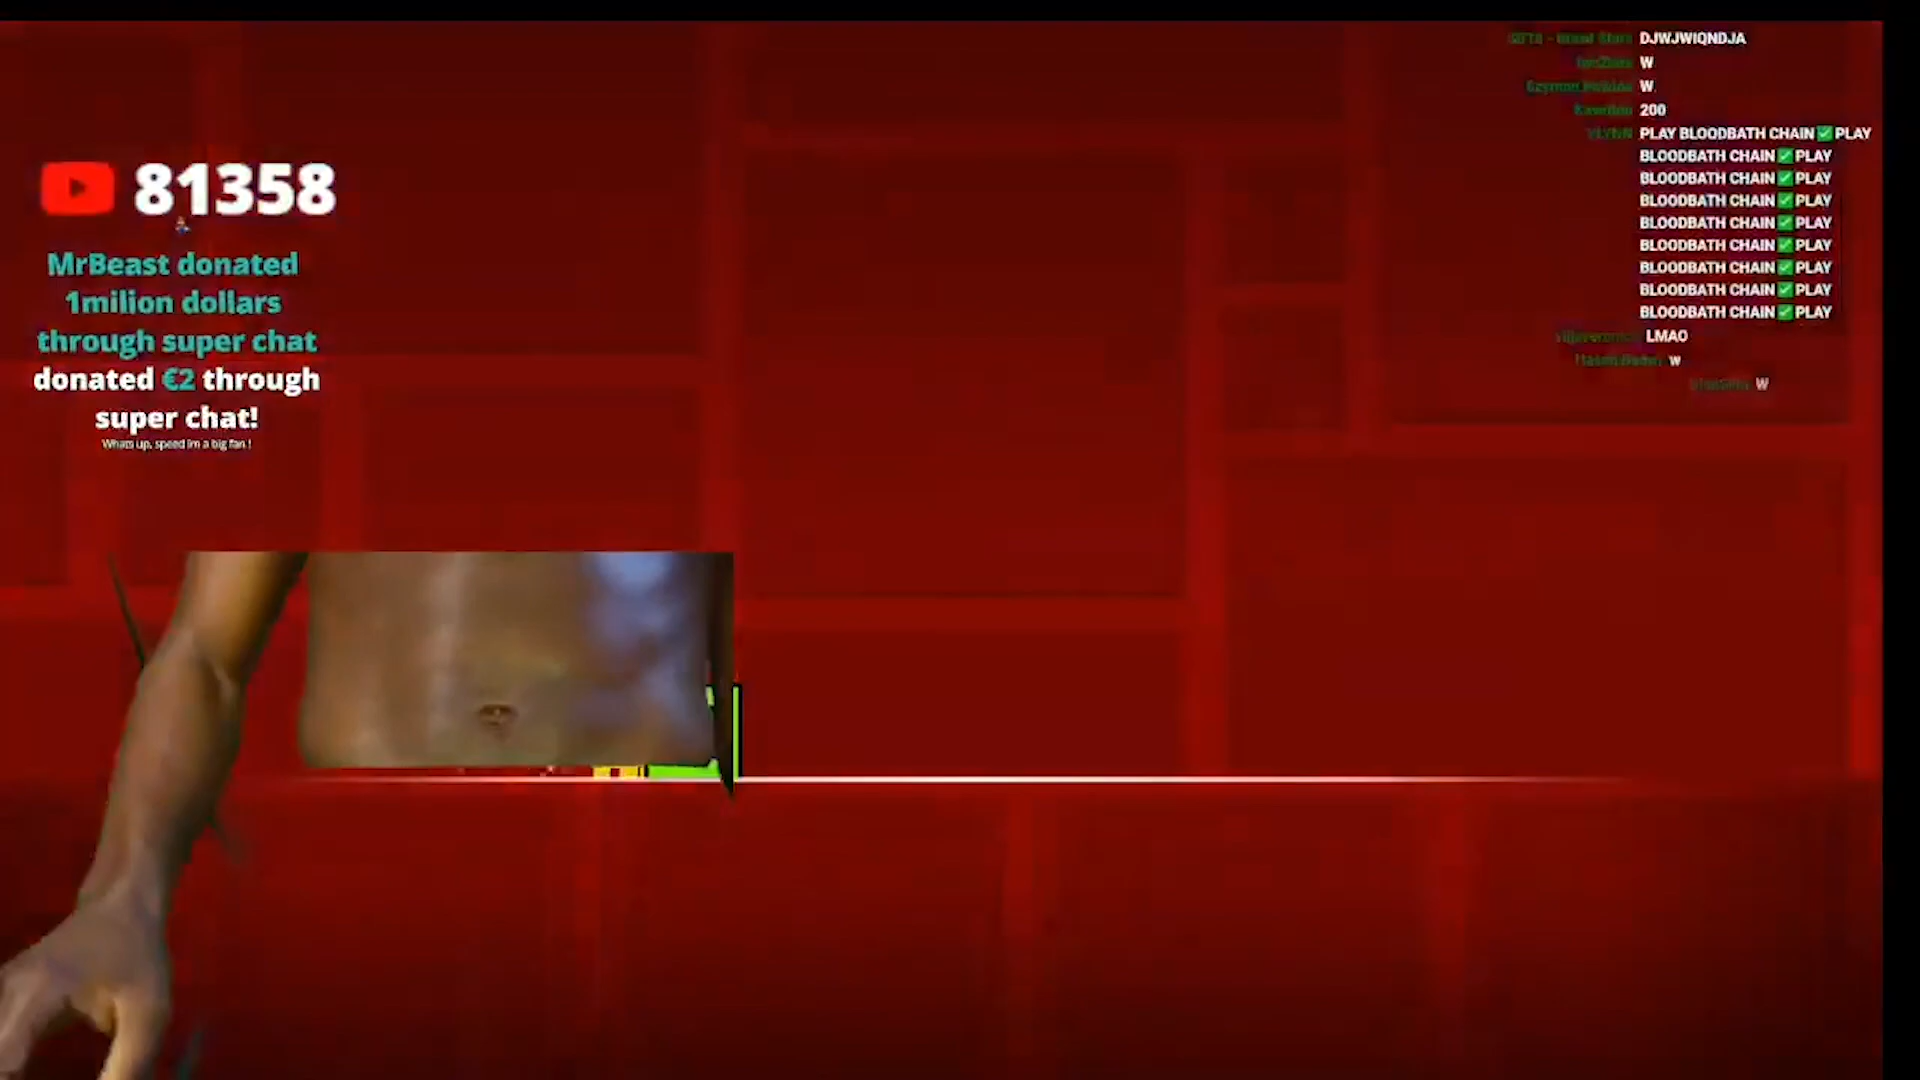 81358
MrBeast donated
1milion dollars
through super chat
donated €2 through
super chat!
Whats up, speed im a big fan !
DJWJWIQNDJA
W
W
200
PLAY BLOODBATH CHAIN ✅ PLAY
BLOODBATH CHAIN ✅ PLAY
BLOODBATH CHAIN ✅ PLAY
BLOODBATH CHAIN ✅ PLAY
BLOODBATH CHAIN ✅ PLAY
BLOODBATH CHAIN ✅ PLAY
BLOODBATH CHAIN ✅ PLAY
BLOODBATH CHAIN ✅ PLAY
BLOODBATH CHAIN ✅ PLAY
LMAO
w
W